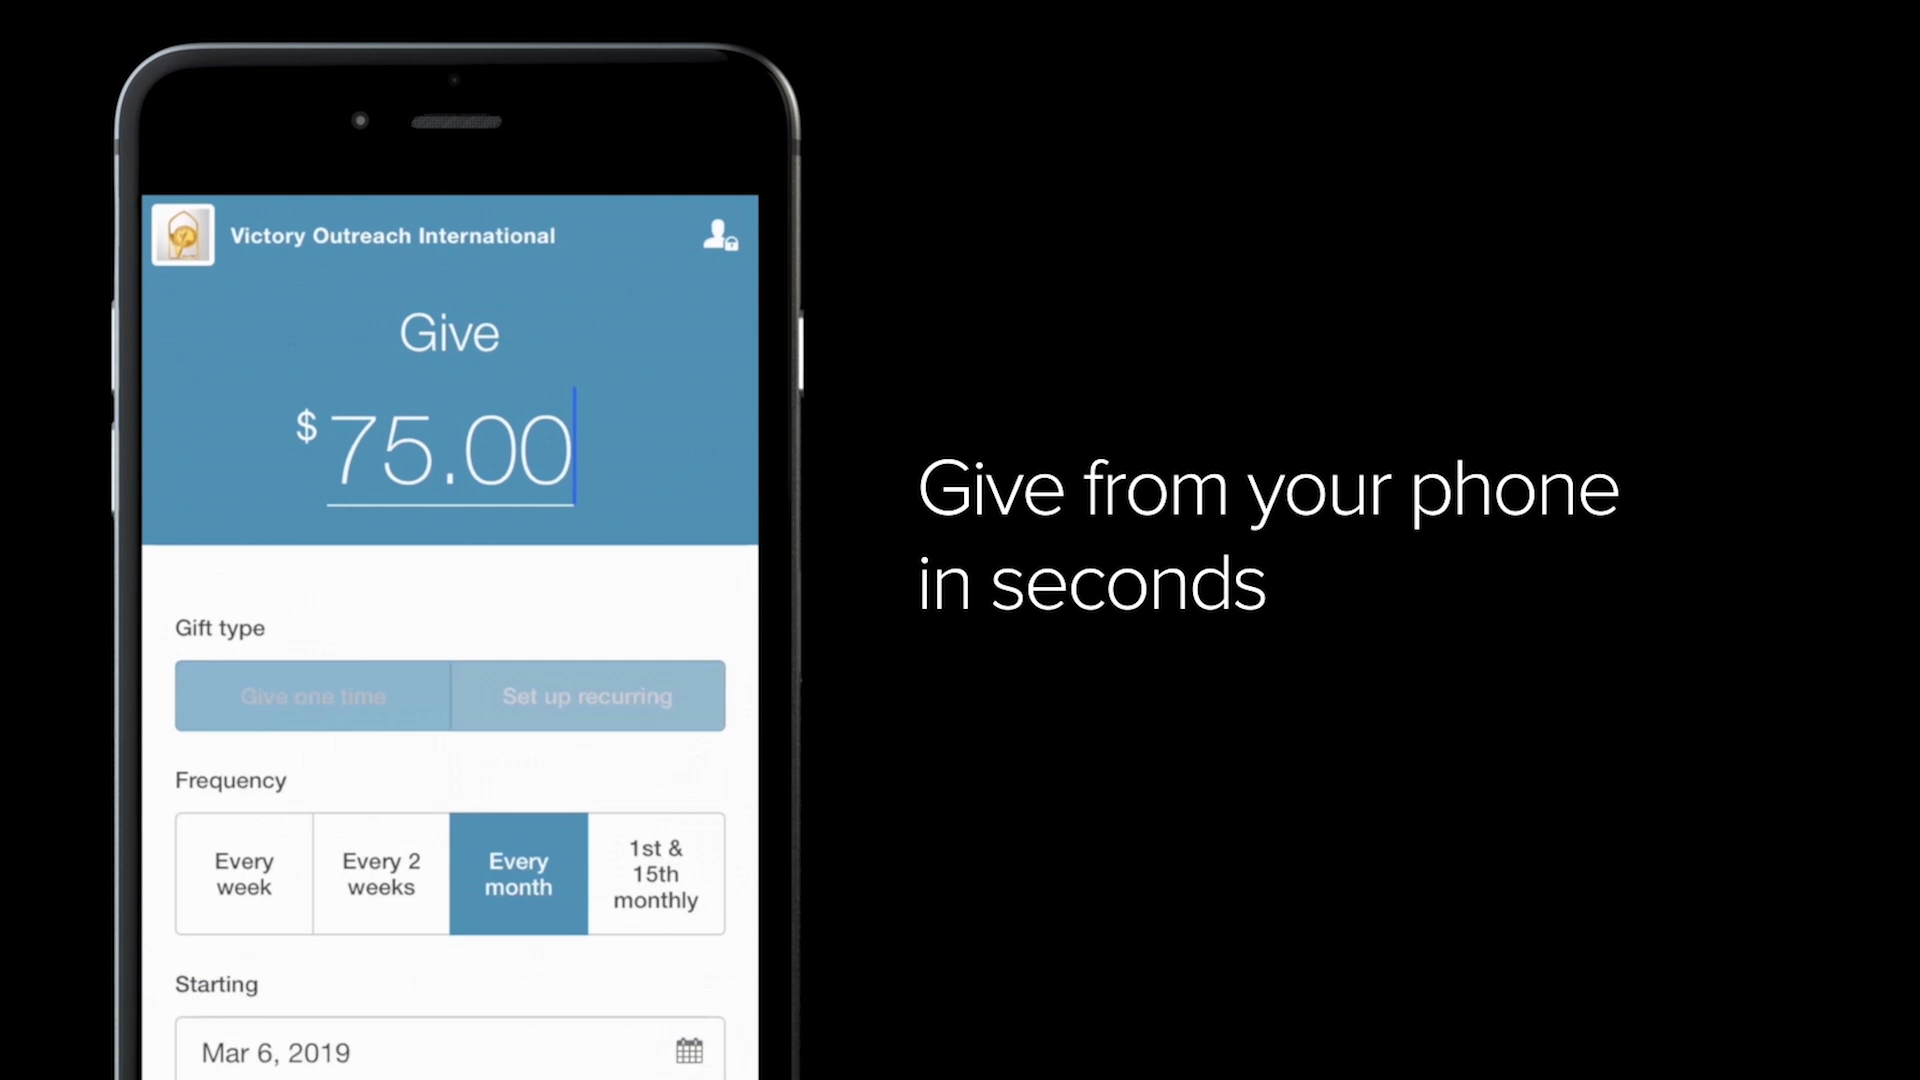 Victory Outreach International
Give
$75.00
Gift type
Give one time
Set up recurring
Frequency
Every
week
Every 2
weeks
Every
month
1st &
15th
monthly
Starting
Mar 6, 2019
Give from your phone
in seconds